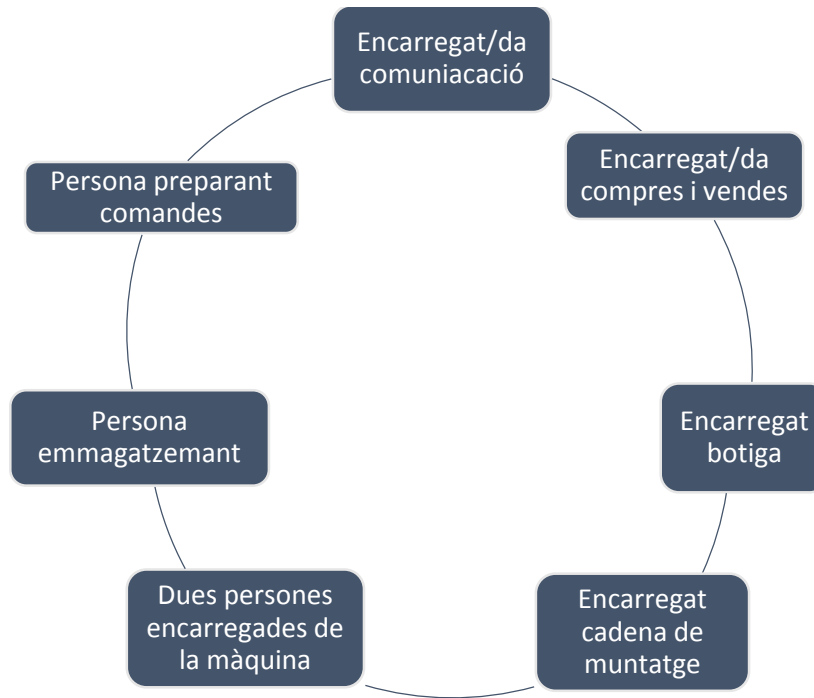 Encarregat/da
comuniacació
Encarregat/da
compres i vendes
Encarregat
botiga
Encarregat
cadena de
muntatge
Dues persones
encarregades de
la màquina
Persona
emmagatzemant
Persona preparant
comandes